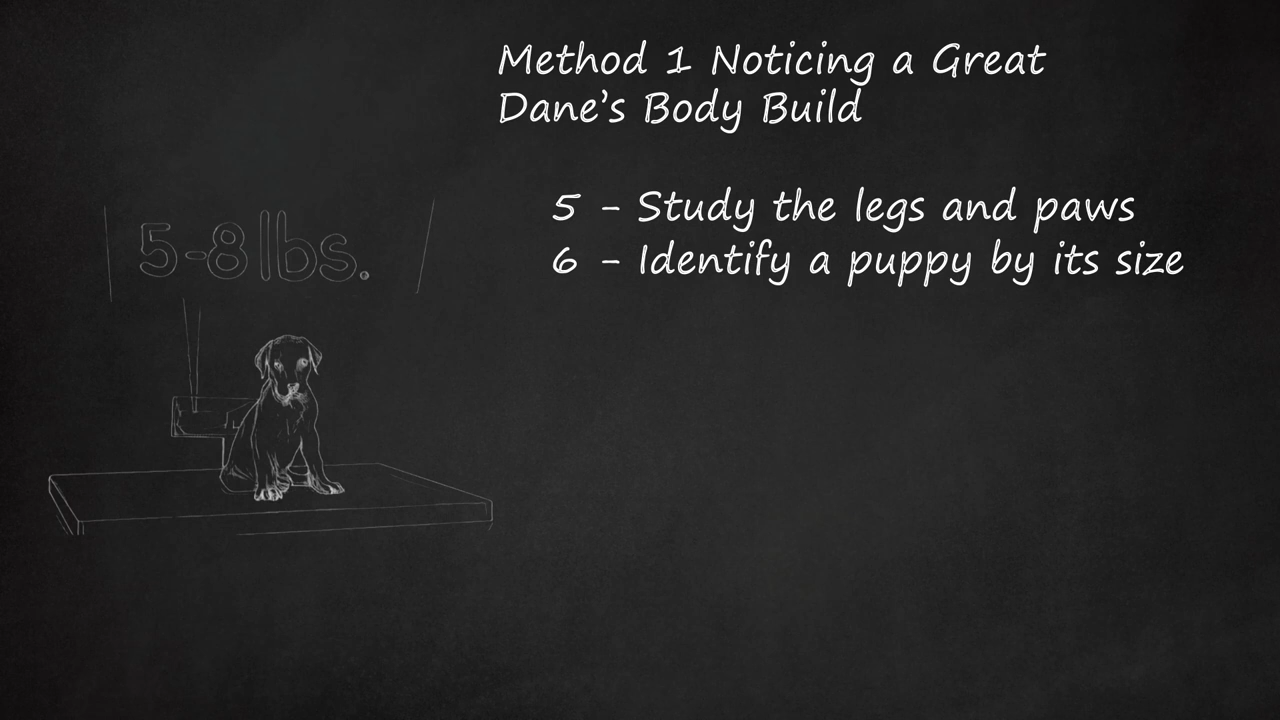 Method 1 Noticing a Great
Dane’s Body Build
5 - Study the legs and paws
6 - Identify a puppy by its size
5-8 lbs.